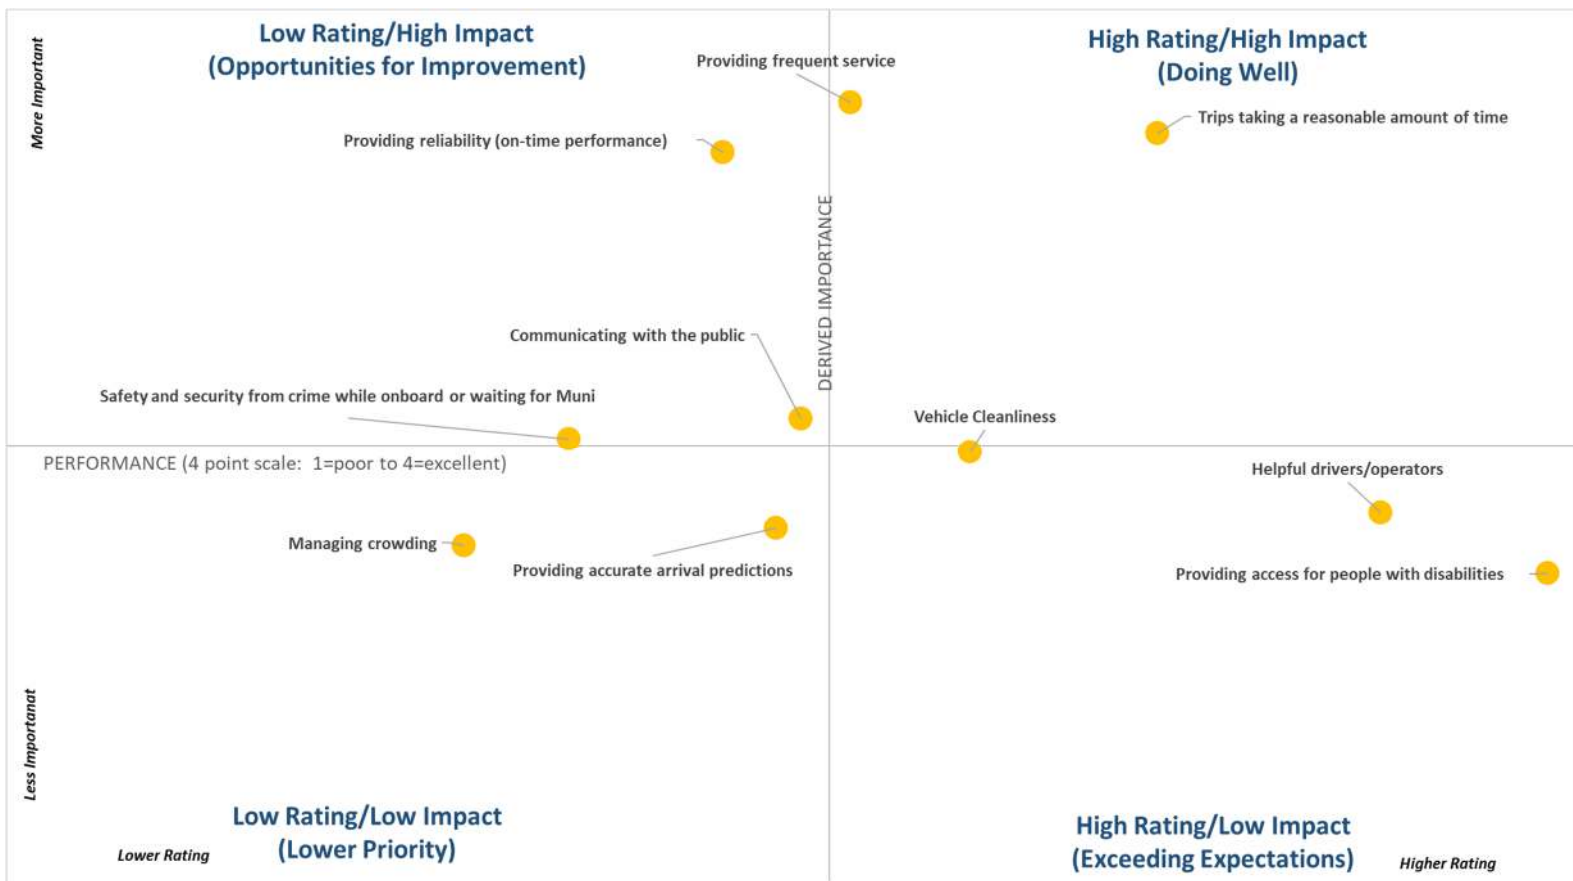 More Important
Low Rating/High Impact
(Opportunities for Improvement)
Providing frequent service
High Rating/High Impact
(Doing Well)
Trips taking a reasonable amount of time
Providing reliability (on-time performance)
DERIVED IMPORTANCE
Communicating with the public
Safety and security from crime while onboard or waiting for Muni
Vehicle Cleanliness
PERFORMANCE (4 point scale:  1=poor to 4=excellent)
Helpful drivers/operators
Managing crowding
Providing accurate arrival predictions
Providing access for people with disabilities
Less Importanat
Low Rating/Low Impact
(Lower Priority)
Lower Rating
High Rating/Low Impact
(Exceeding Expectations)
Higher Rating